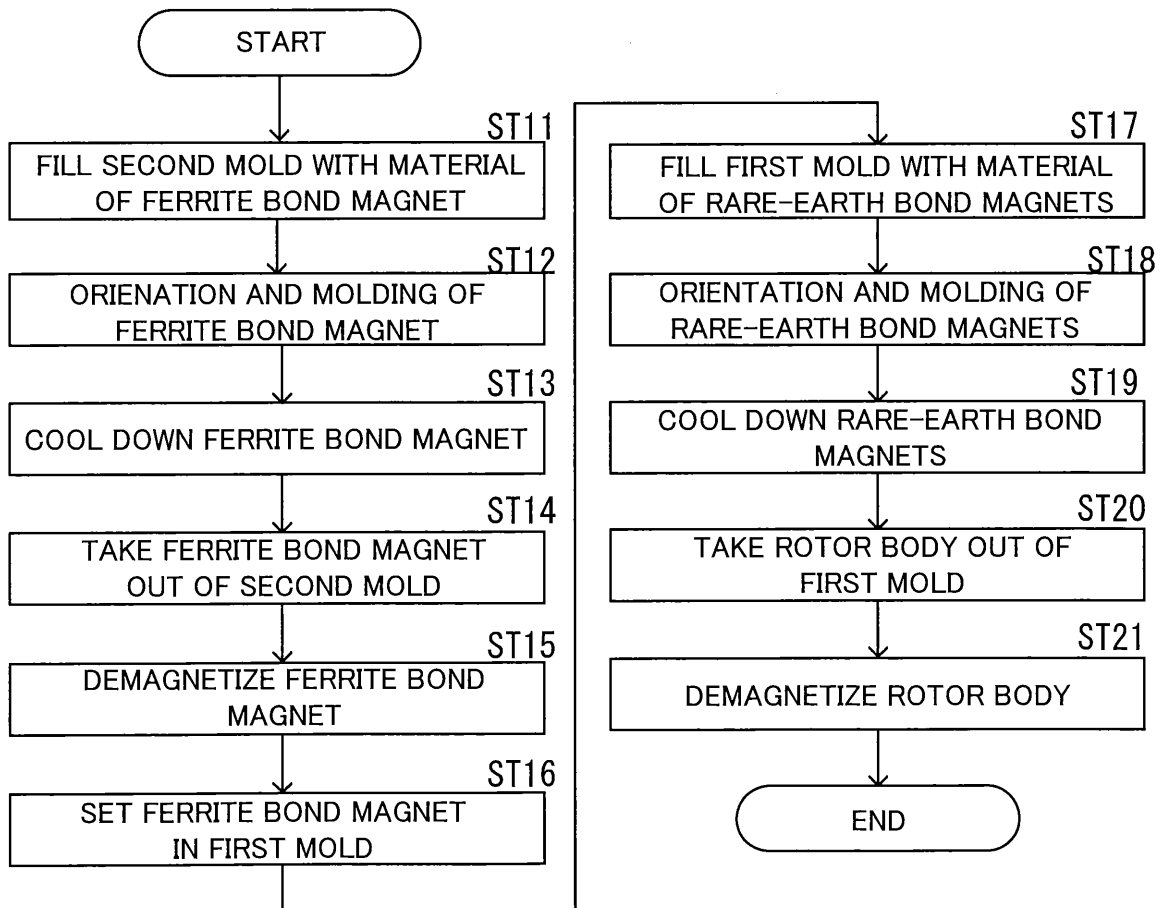 START
ST11
FILL SECOND MOLD WITH MATERIAL
OF FERRITE BOND MAGNET
ST12
ORIENATION AND MOLDING OF
FERRITE BOND MAGNET
ST13
COOL DOWN FERRITE BOND MAGNET
ST14
TAKE FERRITE BOND MAGNET
OUT OF SECOND MOLD
ST15
DEMAGNETIZE FERRITE BOND
MAGNET
ST16
SET FERRITE BOND MAGNET
IN FIRST MOLD
ST17
FILL FIRST MOLD WITH MATERIAL
OF RARE-EARTH BOND MAGNETS
ST18
ORIENTATION AND MOLDING OF
RARE-EARTH BOND MAGNETS
ST19
COOL DOWN RARE-EARTH BOND
MAGNETS
ST20
TAKE ROTOR BODY OUT OF
FIRST MOLD
ST21
DEMAGNETIZE ROTOR BODY
END